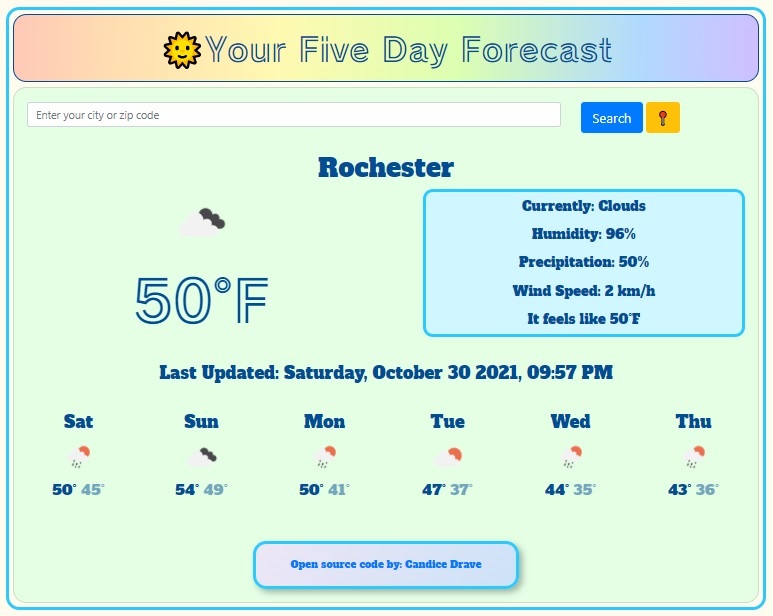 Your Five Day Forecast
Enter your city or zip code
Search
Rochester
50°F
Currently: Clouds
Humidity: 96%
Precipitation: 50%
Wind Speed: 2 km/h
It feels like 50°F
Last Updated: Saturday, October 30 2021, 09:57 PM
Sat Sun Mon Tue Wed Thu
50° 45° 54° 49° 50° 41° 47° 37° 44° 35° 43° 36°
Open source code by: Candice Drave